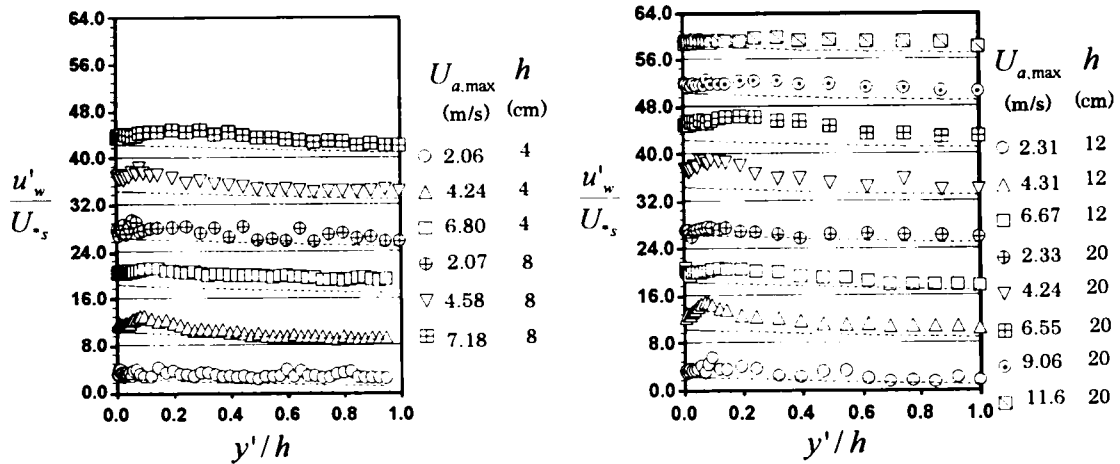 64.0
56.0
48.0
40.0
32.0
24.0
16.0
8.0
0.0
u'w
U*s
0.0 0.2 0.4 0.6 0.8 1.0
y'/h
Ua,max h
(m/s) (cm)
2.06 4
4.24 4
6.80 4
2.07 8
4.58 8
7.18 8
64.0
56.0
48.0
40.0
32.0
24.0
16.0
8.0
0.0
u'w
U*s
0.0 0.2 0.4 0.6 0.8 1.0
y'/h
Ua,max h
(m/s) (cm)
2.31 12
4.31 12
6.67 12
2.33 20
4.24 20
6.55 20
9.06 20
11.6 20